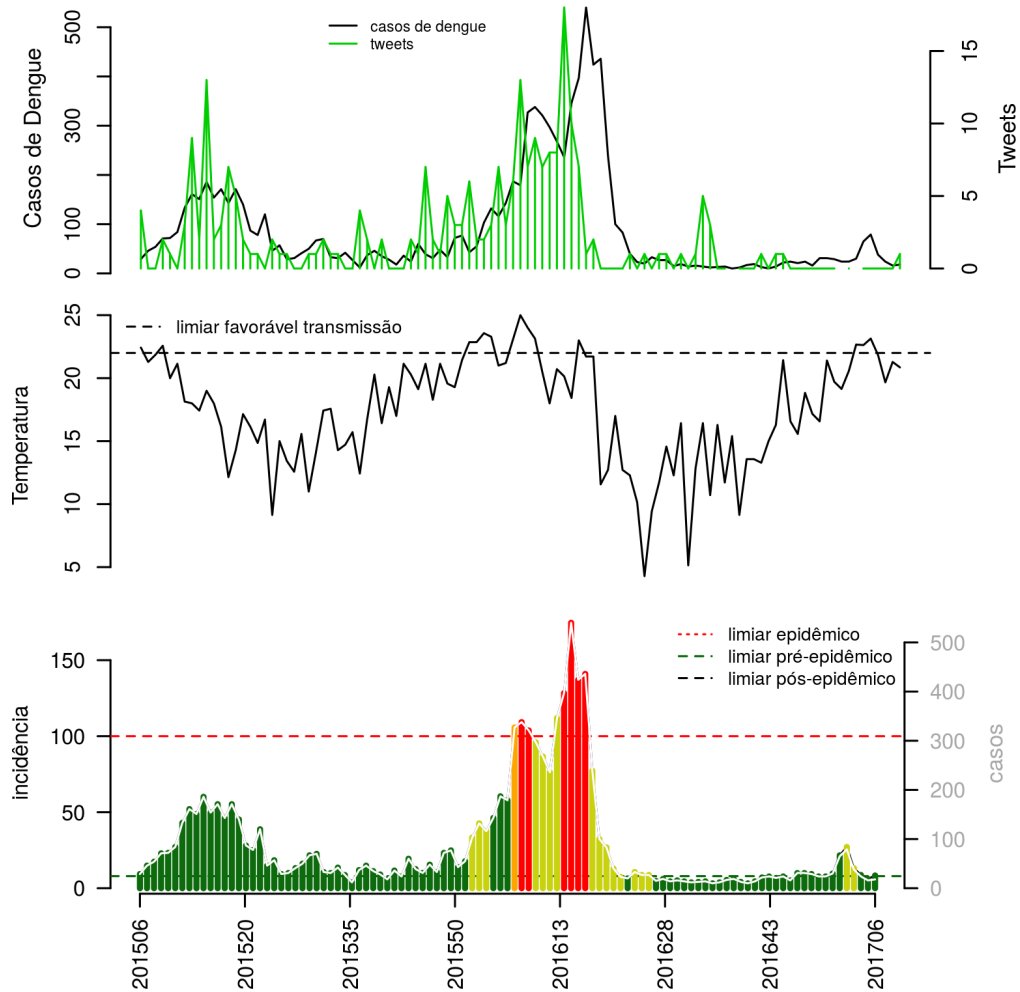 casos de dengue
tweets
Casos de Dengue
0
100
300
500
Tweets
0
5
10
15
limiar favorável transmissão
Temperatura
5
10
15
20
25
limiar epidêmico
limiar pré-epidêmico
limiar pós-epidêmico
incidência
0
50
100
150
casos
0
100
200
300
400
500
201506
201520
201535
201550
201613
201628
201643
201706